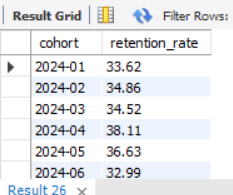 Result Grid Filter Rows:
cohort retention_rate
2024-01 33.62
2024-02 34.86
2024-03 34.52
2024-04 38.11
2024-05 36.63
2024-06 32.99
Result 26 ×